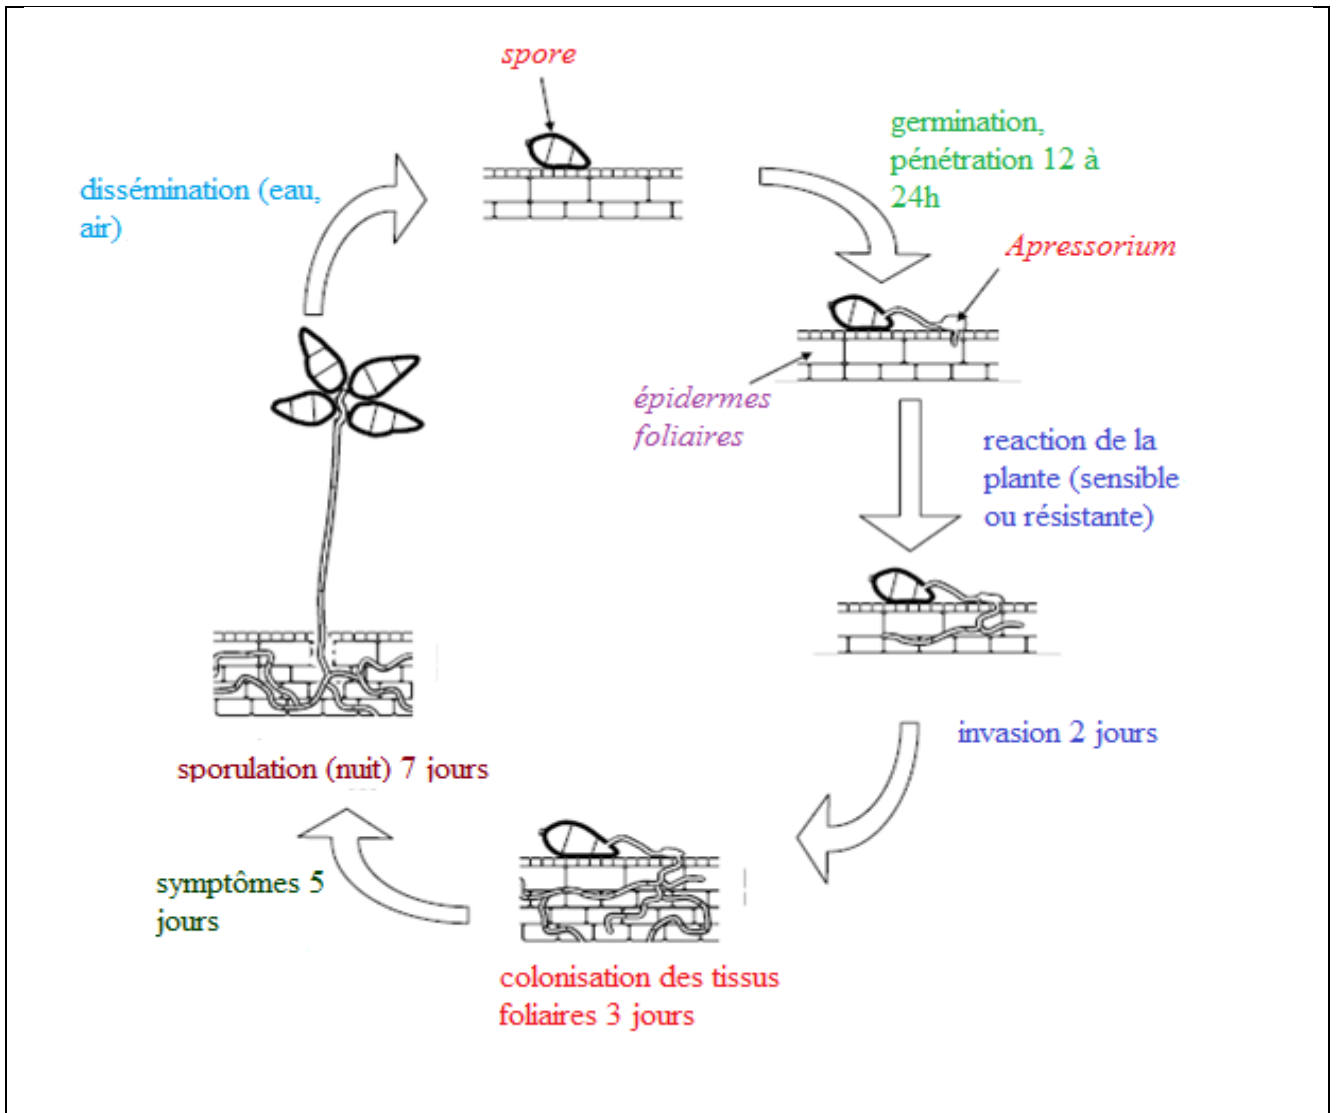 spore
germination,
pénétration 12 à
24h
dissémination (eau,
air)
Apressorium
épidermes
foliaires
reaction de la
plante (sensible
ou résistante)
invasion 2 jours
sporulation (nuit) 7 jours
symptômes 5
jours
colonisation des tissus
foliaires 3 jours